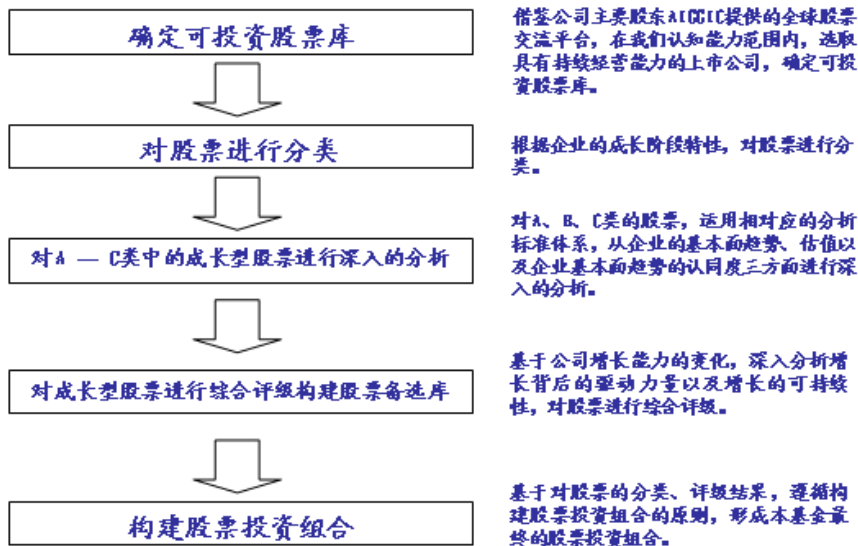 确定可投资股票库
借鉴公司主要股东AIGGIC提供的全球股票
交流平台，在我们认知能力范围内，选取
具有持续经营能力的上市公司，确定可投
资股票库。
对股票进行分类
根据企业的成长阶段特性，对股票进行分
类。
对A — C类中的成长型股票进行深入的分析
对A、B、C类的股票，适用相对应的分析
标准体系，从企业的基本面趋势、估值以
及企业基本面趋势的认同度三方面进行深
入的分析。
对成长型股票进行综合评级构建股票备选库
基于公司增长能力的变化，深入分析增
长背后的驱动力量以及增长的可持续
性，对股票进行综合评级。
构建股票投资组合
基于对股票的分类、评级结果，遵循构
建股票投资组合的原则，形成本基金最
终的股票投资组合。